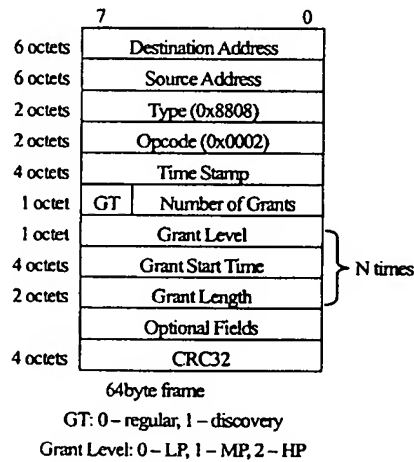 7 0
6 octets Destination Address
6 octets Source Address
2 octets Type (0x8808)
2 octets Opcode (0x0002)
4 octets Time Stamp
1 octet GT Number of Grants
1 octet Grant Level
4 octets Grant Start Time
2 octets Grant Length
N times
Optional Fields
4 octets CRC32
64byte frame
GT: 0 – regular, 1 – discovery
Grant Level: 0 – LP, 1 – MP, 2 – HP